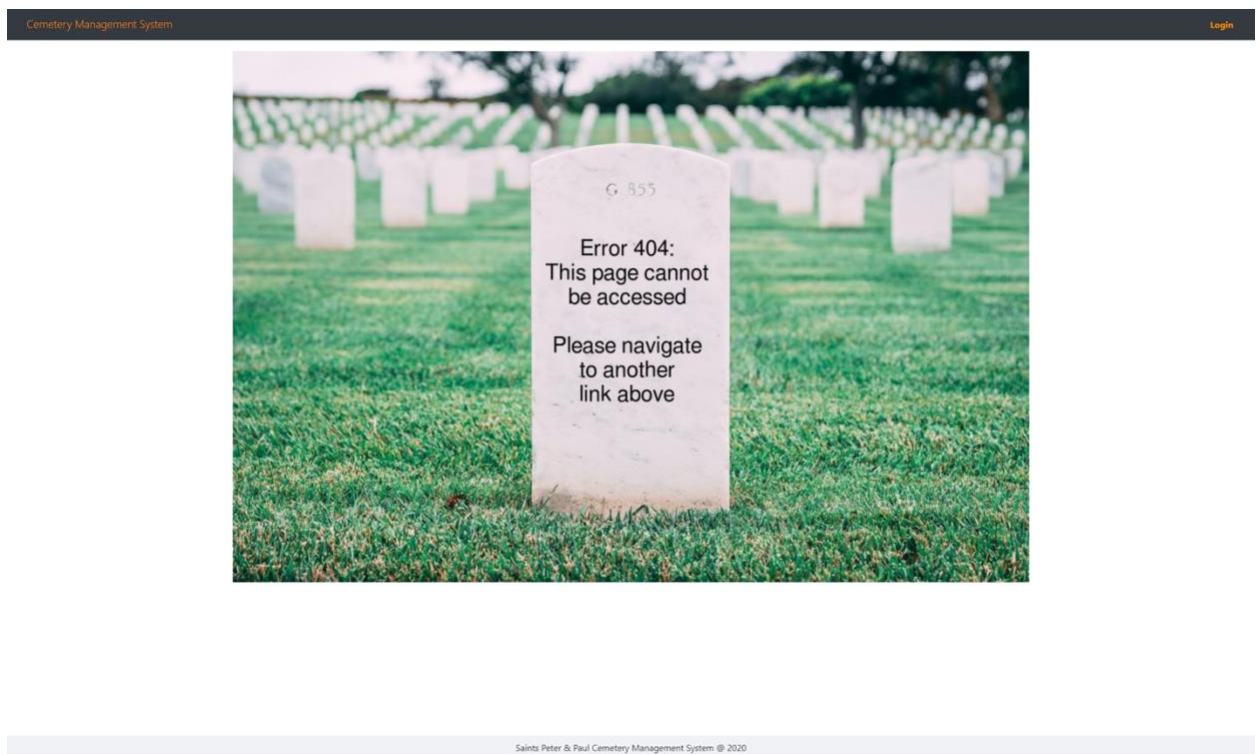 Cemetery Management System
Login
G 855
Error 404:
This page cannot
be accessed
Please navigate
to another
link above
Saints Peter & Paul Cemetery Management System @ 2020